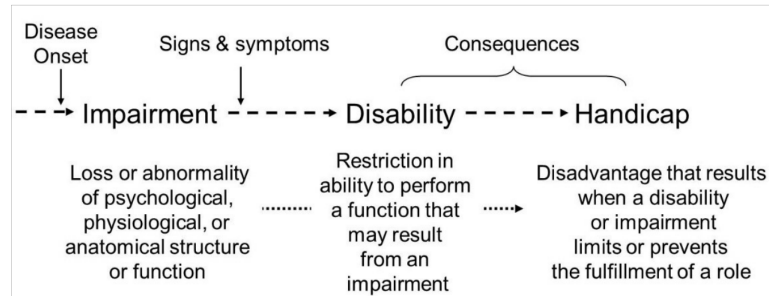 Disease
Onset
Signs & symptoms
Consequences
Impairment
Disability
Handicap
Loss or abnormality
of psychological,
physiological, or
anatomical structure
or function
Restriction in
ability to perform
a function that
may result
from an
impairment
Disadvantage that results
when a disability
or impairment
limits or prevents
the fulfillment of a role